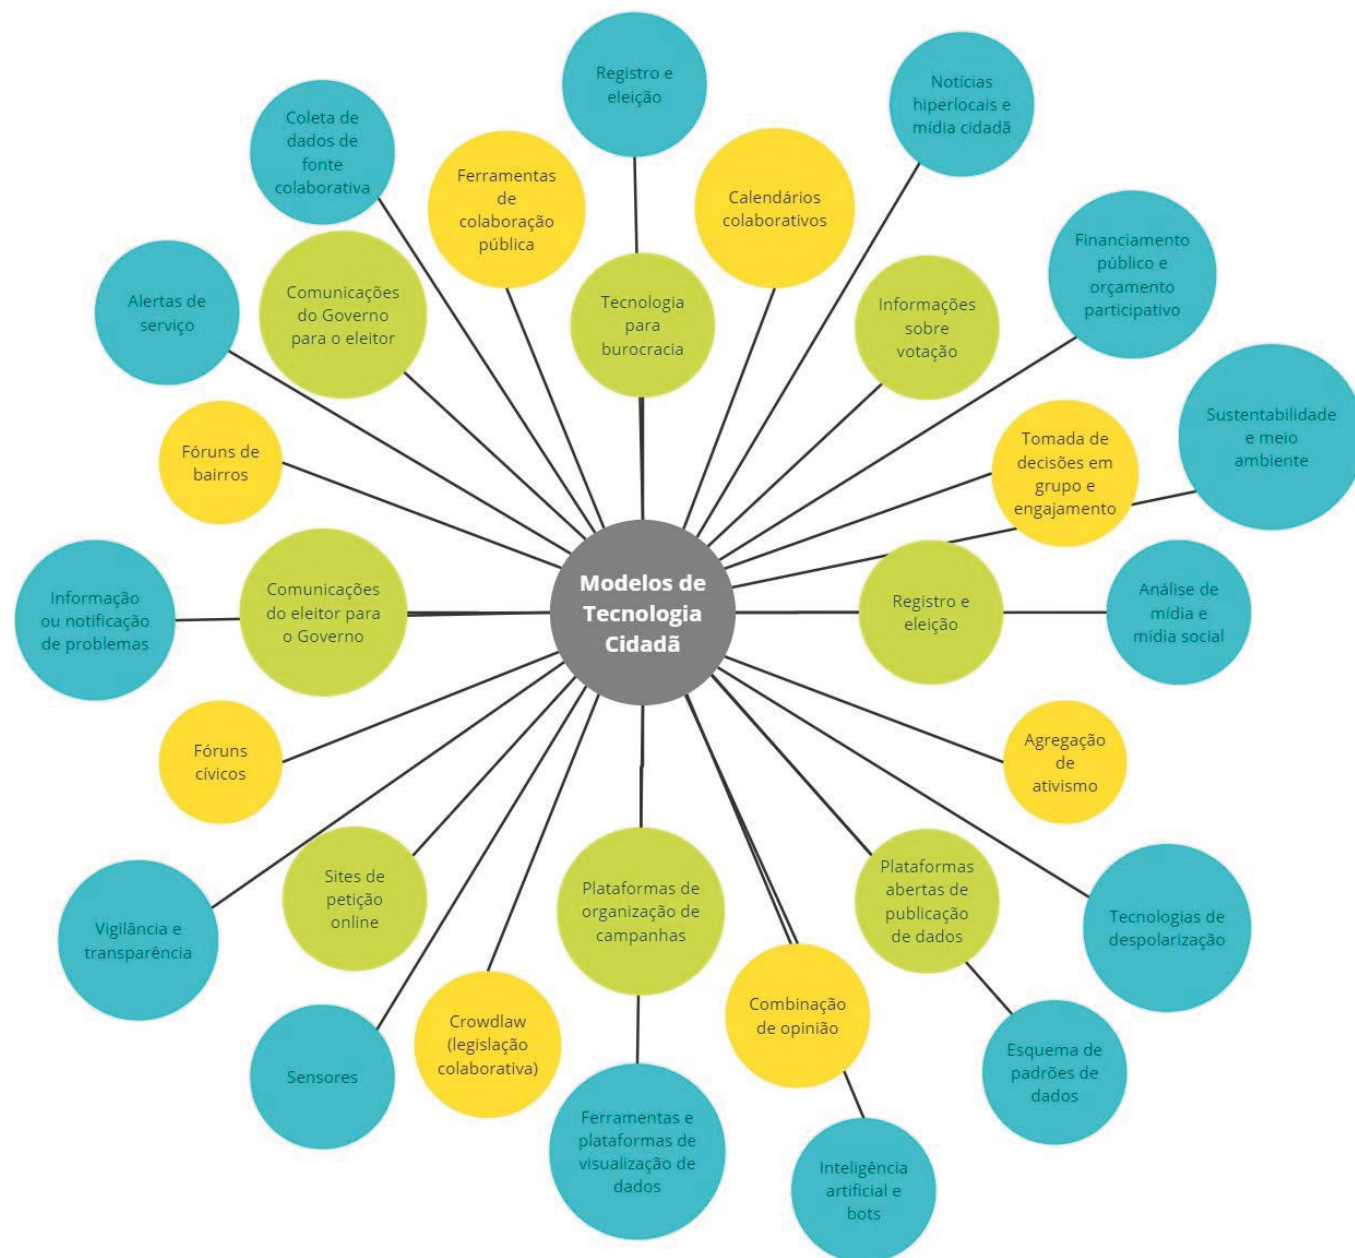 Registro e
eleição
Notícias
hiperlocais e
mídia cidadã
Coleta de
dados de
fonte
colaborativa
Ferramentas
de
colaboração
pública
Calendários
colaborativos
Financiamento
público e
orçamento
participativo
Alertas de
serviço
Comunicações
do Governo
para o eleitor
Tecnologia
para
burocracia
Informações
sobre
votação
Sustentabilidade
e meio
ambiente
Fóruns de
bairros
Tomada de
decisões em
grupo e
engajamento
Informação
ou notificação
de problemas
Comunicações
do eleitor para
o Governo
Modelos de
Tecnologia
Cidadã
Registro e
eleição
Análise de
mídia e
mídia social
Fóruns
cívicos
Agregação
de
ativismo
Vigilância e
transparência
Sites de
petição
online
Plataformas de
organização de
campanhas
Plataformas
abertas de
publicação
de dados
Tecnologias de
despolarização
Sensores
Crowdlaw
(legislação
colaborativa)
Combinação
de opinião
Esquema de
padrões de
dados
Ferramentas e
plataformas de
visualização de
dados
Inteligência
artificial e
bots